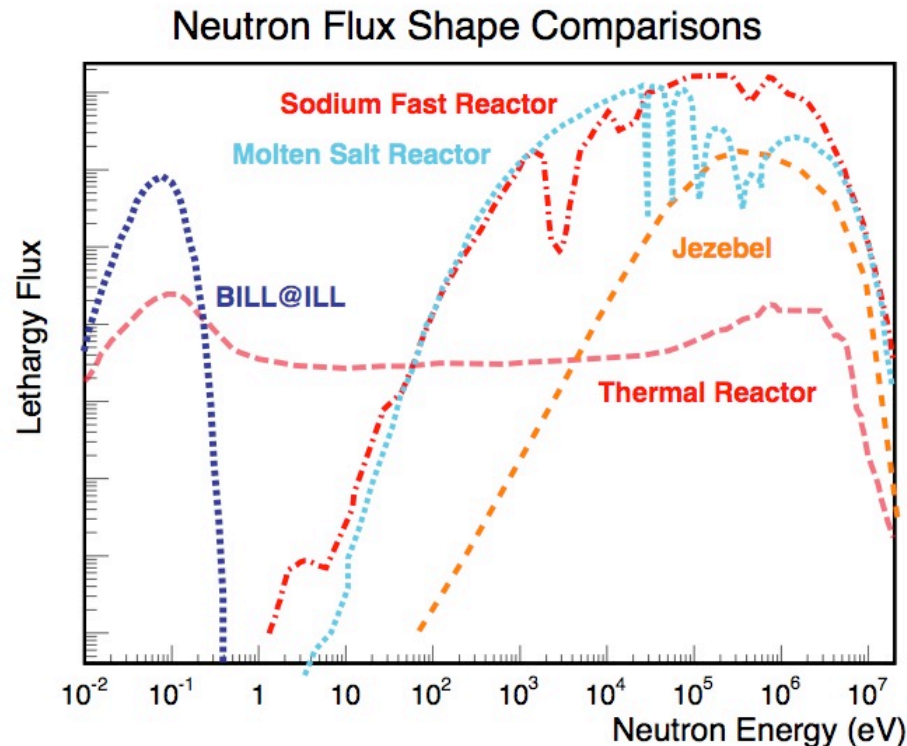 Neutron Flux Shape Comparisons
Sodium Fast Reactor
Molten Salt Reactor
Jezebel
BILL@ILL
Thermal Reactor
Lethargy Flux
10-2 10-1 1 10 102 103 104 105 106 107
Neutron Energy (eV)